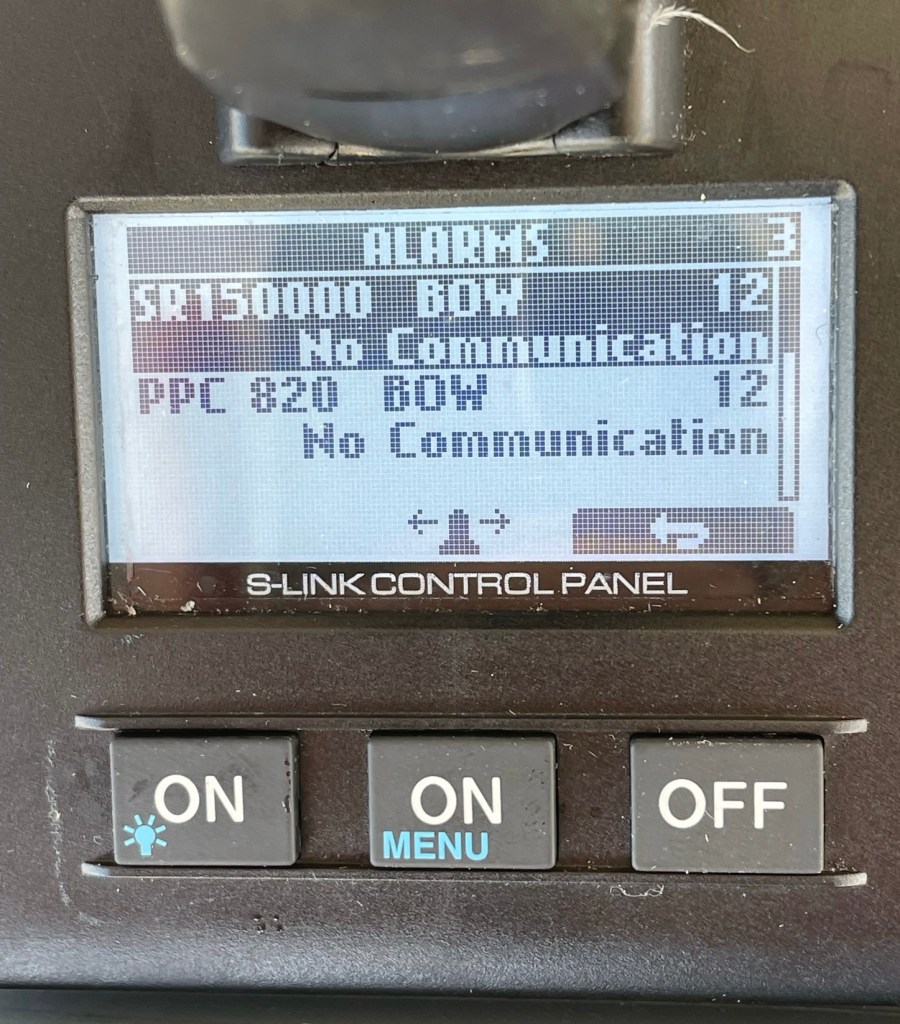 ALARMS 3
SR150000 BOW 12
No Communication
PPC 820 BOW 12
No Communication
S-LINK CONTROL PANEL
ON ON OFF
MENU